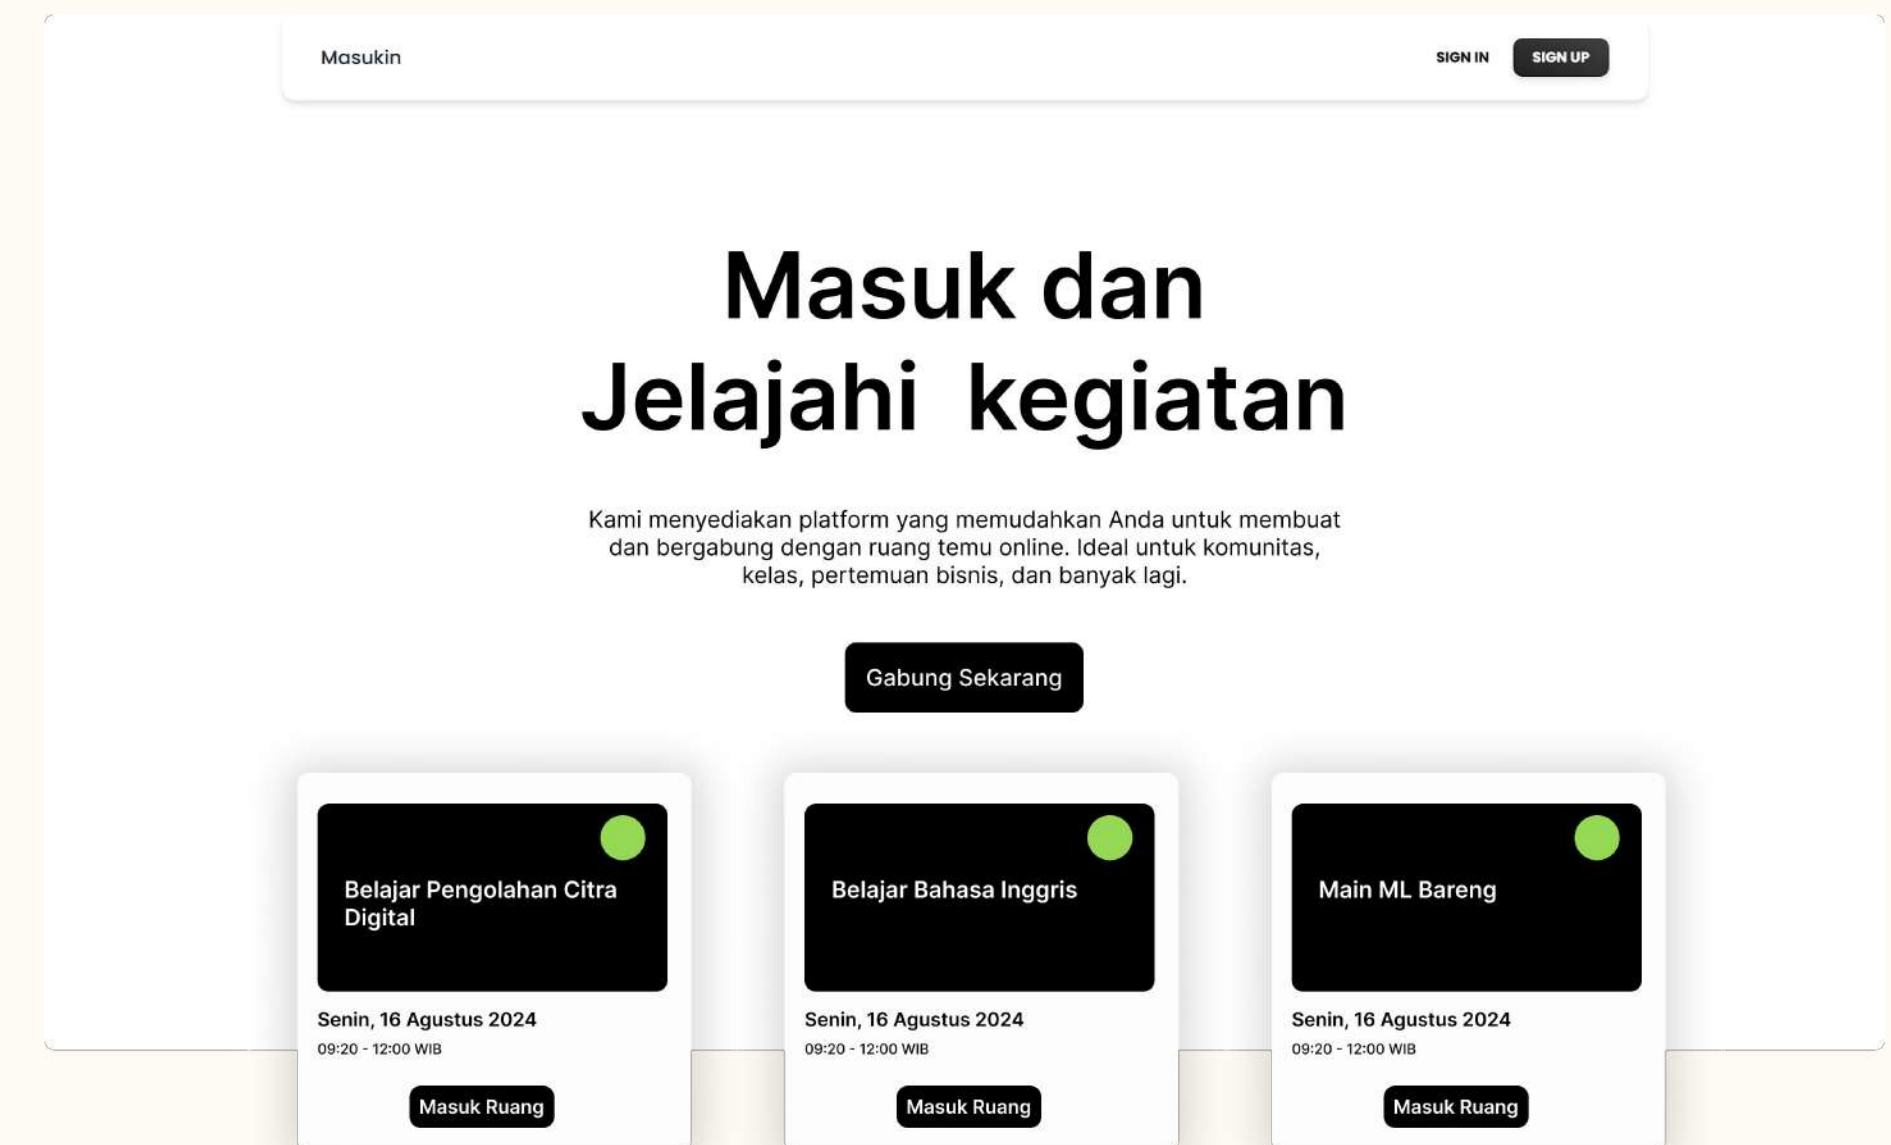 Masukin
SIGN IN
SIGN UP
Masuk dan
Jelajahi kegiatan
Kami menyediakan platform yang memudahkan Anda untuk membuat
dan bergabung dengan ruang temu online. Ideal untuk komunitas,
kelas, pertemuan bisnis, dan banyak lagi.
Gabung Sekarang
Belajar Pengolahan Citra
Digital
Senin, 16 Agustus 2024
09:20 - 12:00 WIB
Masuk Ruang
Belajar Bahasa Inggris
Senin, 16 Agustus 2024
09:20 - 12:00 WIB
Masuk Ruang
Main ML Bareng
Senin, 16 Agustus 2024
09:20 - 12:00 WIB
Masuk Ruang